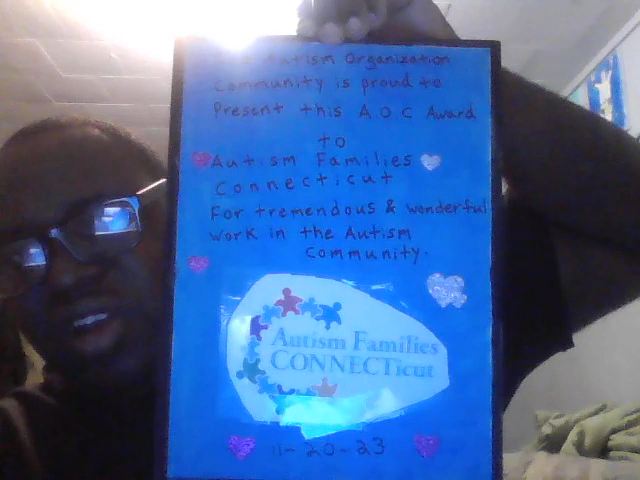 Autism Organization
Community is proud to
Present this A.O.C Award
to
Autism Families
Connecticut
For tremendous & wonderful
work in the Autism
Community.
Autism Families
CONNECTicut
11-20-23